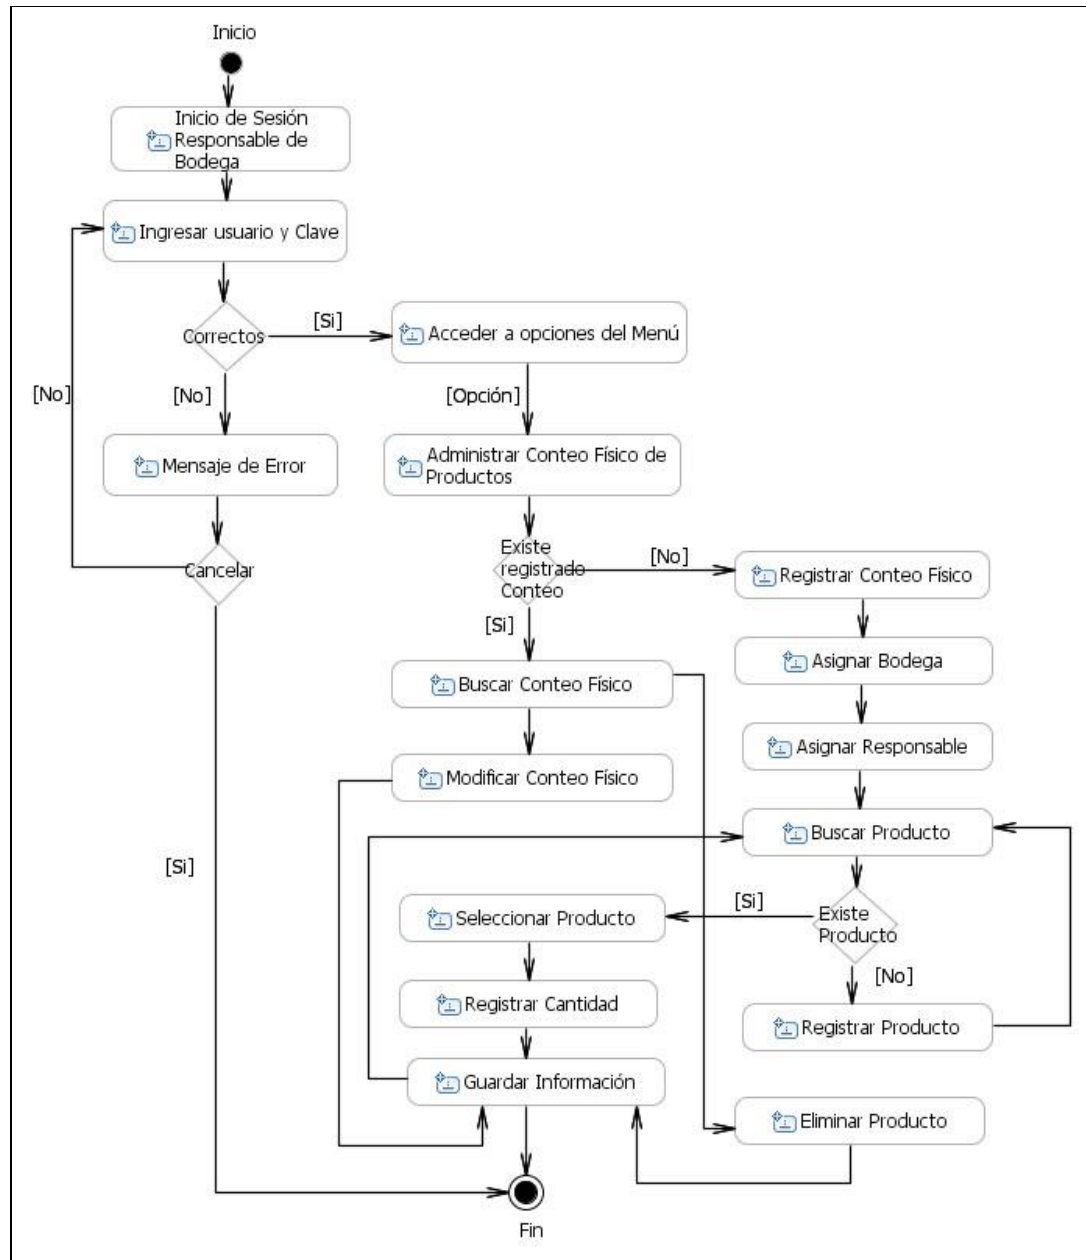 Inicio
Inicio de Sesión
Responsable de
Bodega
Ingresar usuario y Clave
Correctos
[Si]
Acceder a opciones del Menú
[No]
[No]
[Opción]
Mensaje de Error
Administrar Conteo Físico de
Productos
Cancelar
Existe
registrado
Conteo
[No]
Registrar Conteo Físico
[Si]
Asignar Bodega
Buscar Conteo Físico
Asignar Responsable
Modificar Conteo Físico
Buscar Producto
[Si]
[Si]
Seleccionar Producto
Existe
Producto
[No]
Registrar Cantidad
Registrar Producto
Guardar Información
Eliminar Producto
Fin